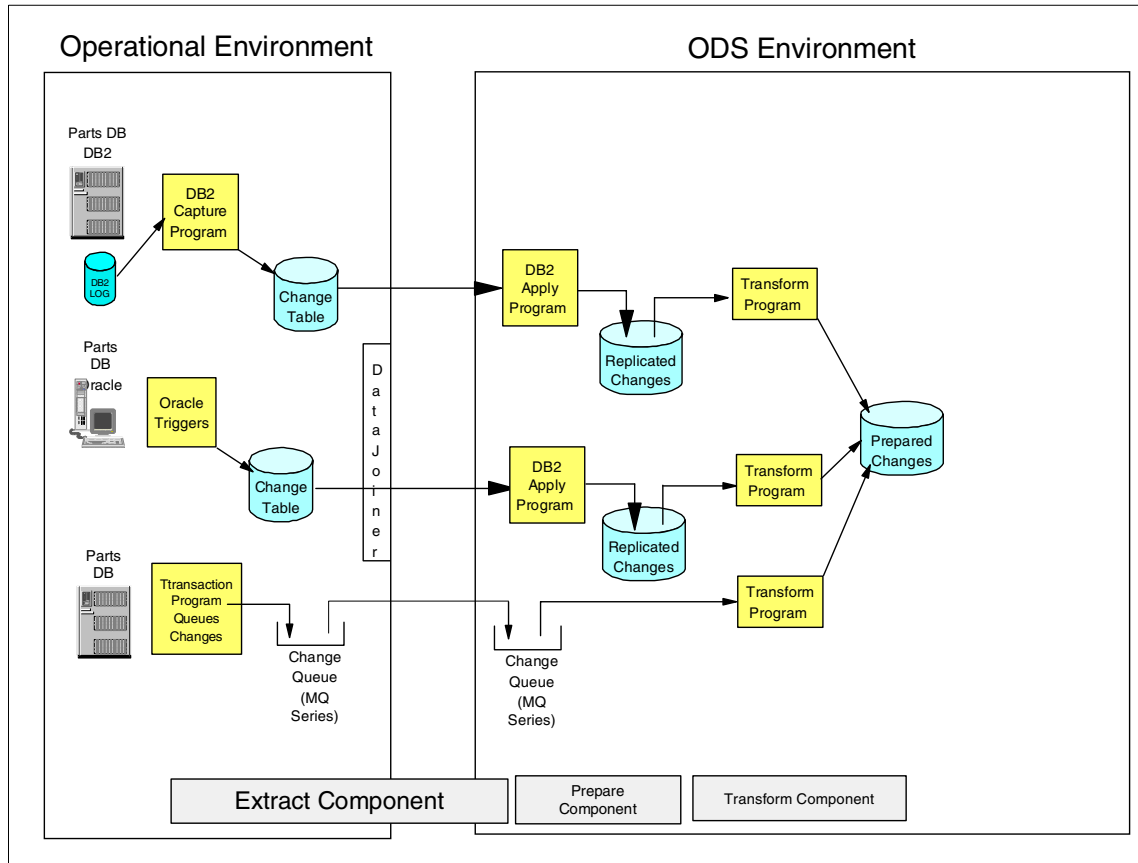 Operational Environment
ODS Environment
Parts DB
DB2
DB2
Capture
Program
DB2
LOG
Change
Table
DB2
Apply
Program
Replicated
Changes
Transform
Program
Parts
DB
Oracle
Oracle
Triggers
Change
Table
DataJoiner
DB2
Apply
Program
Replicated
Changes
Transform
Program
Prepared
Changes
Parts
DB
Ttransaction
Program
Queues
Changes
Change
Queue
(MQ
Series)
Change
Queue
(MQ
Series)
Transform
Program
Extract Component
Prepare
Component
Transform Component